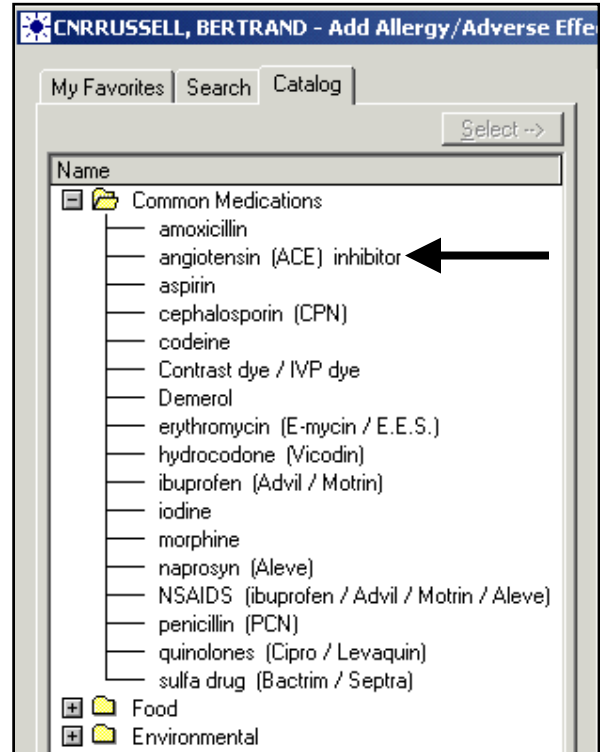 CNRRUSSELL, BERTRAND - Add Allergy/Adverse Effe
My Favorites Search Catalog
Select -->
Name
Common Medications
amoxicillin
angiotensin (ACE) inhibitor
aspirin
cephalosporin (CPN)
codeine
Contrast dye / IVP dye
Demerol
erythromycin (E-mycin / E.E.S.)
hydrocodone (Vicodin)
ibuprofen (Advil / Motrin)
iodine
morphine
naprosyn (Aleve)
NSAIDS (ibuprofen / Advil / Motrin / Aleve)
penicillin (PCN)
quinolones (Cipro / Levaquin)
sulfa drug (Bactrim / Septra)
Food
Environmental